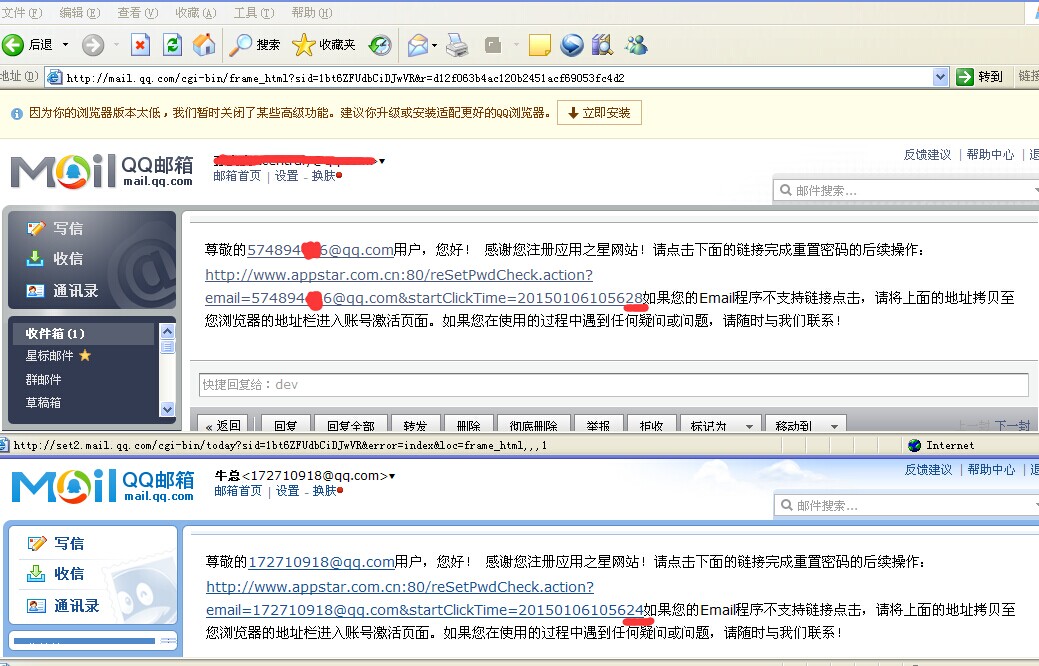 文件(F) 编辑(E) 查看(V) 收藏(A) 工具(T) 帮助(H)
后退 搜索 收藏夹
地址(D) http://mail.qq.com/cgi-bin/frame_html?sid=1bt6ZFUdbCiDJwVR&r=d12f063b4ac120b2451acf69053fc4d2 转到 链接
因为你的浏览器版本太低，我们暂时关闭了某些高级功能。建议你升级或安装适配更好的QQ浏览器。 立即安装
Mail QQ邮箱
mail.qq.com
邮箱首页 | 设置 - 换肤
反馈建议 | 帮助中心 |
邮件搜索...
写信
收信
通讯录
收件箱(1)
星标邮件
群邮件
草稿箱
尊敬的574894 6@qq.com用户，您好！ 感谢您注册应用之星网站！请点击下面的链接完成重置密码的后续操作：
http://www.appstar.com.cn:80/reSetPwdCheck.action?
email=574894 6@qq.com&startClickTime=20150106105628如果您的Email程序不支持链接点击，请将上面的地址拷贝至
您浏览器的地址栏进入账号激活页面。如果您在使用的过程中遇到任何疑问或问题，请随时与我们联系！
快捷回复给：dev
« 返回 回复 回复全部 转发 删除 彻底删除 举报 拒收 标记为 移动到 上一封 下一封
http://set2.mail.qq.com/cgi-bin/today?sid=1bt6ZFUdbCiDJwVR&error=index&loc=frame_html,,,1 Internet
Mail QQ邮箱
mail.qq.com
牛总<172710918@qq.com>
邮箱首页 | 设置 - 换肤
反馈建议 | 帮助中心 |
邮件搜索...
写信
收信
通讯录
尊敬的172710918@qq.com用户，您好！ 感谢您注册应用之星网站！请点击下面的链接完成重置密码的后续操作：
http://www.appstar.com.cn:80/reSetPwdCheck.action?
email=172710918@qq.com&startClickTime=20150106105624如果您的Email程序不支持链接点击，请将上面的地址拷贝至
您浏览器的地址栏进入账号激活页面。如果您在使用的过程中遇到任何疑问或问题，请随时与我们联系！